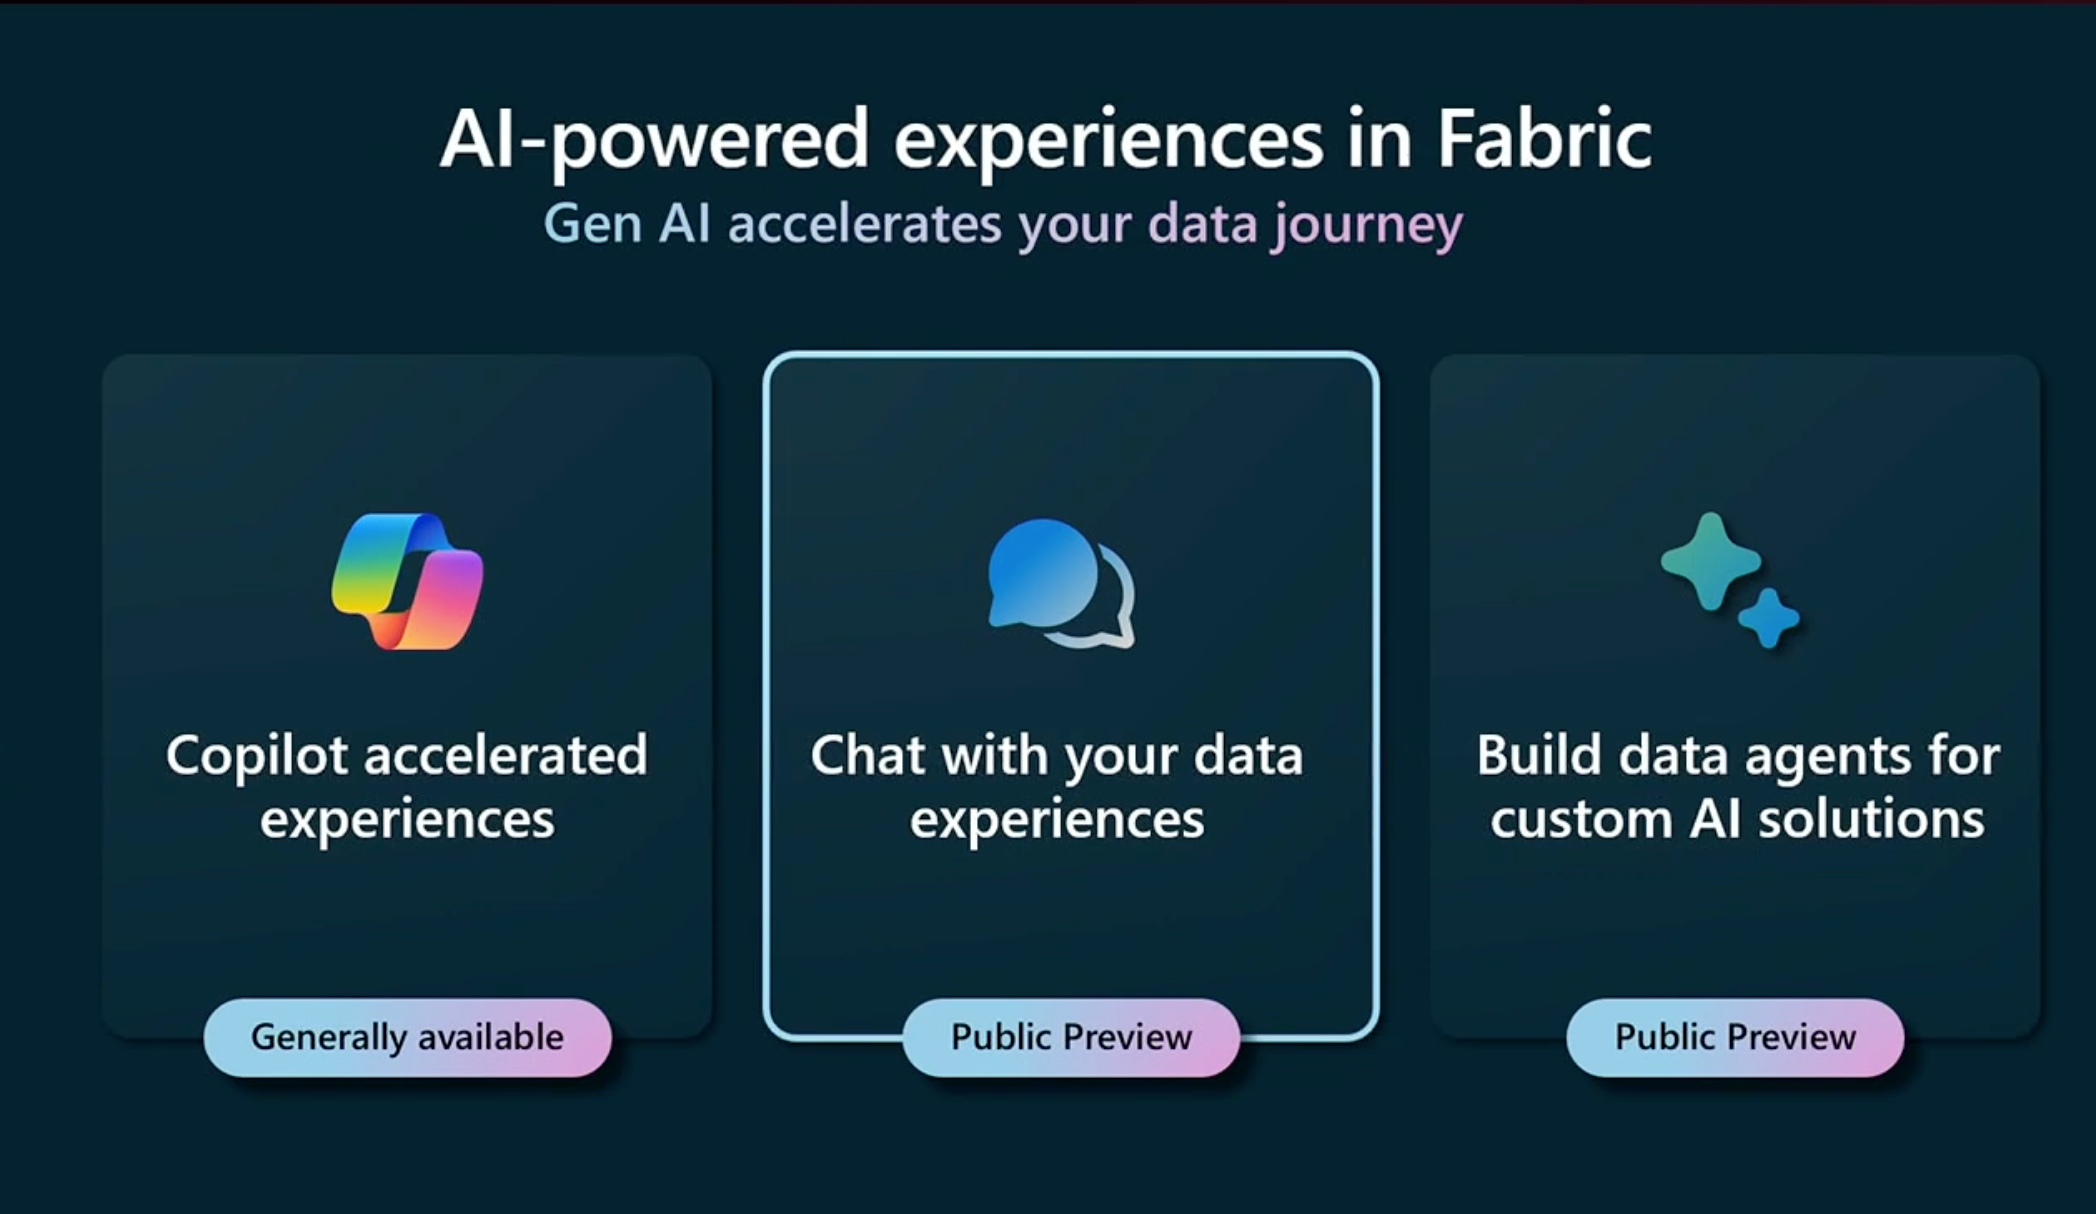 AI-powered experiences in Fabric
Gen AI accelerates your data journey
Copilot accelerated
experiences
Generally available
Chat with your data
experiences
Public Preview
Build data agents for
custom AI solutions
Public Preview